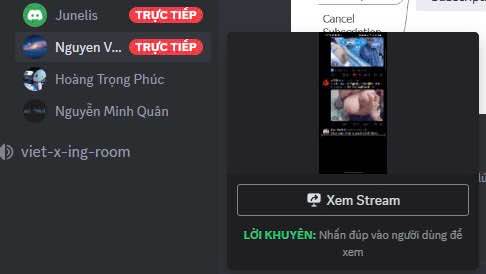 Cancel
Subscription
Junelis
TRỰC TIẾP
Nguyen V...
TRỰC TIẾP
Hoàng Trọng Phúc
Nguyễn Minh Quân
viet-x-ing-room
Xem Stream
LỜI KHUYÊN: Nhấn đúp vào người dùng để
xem